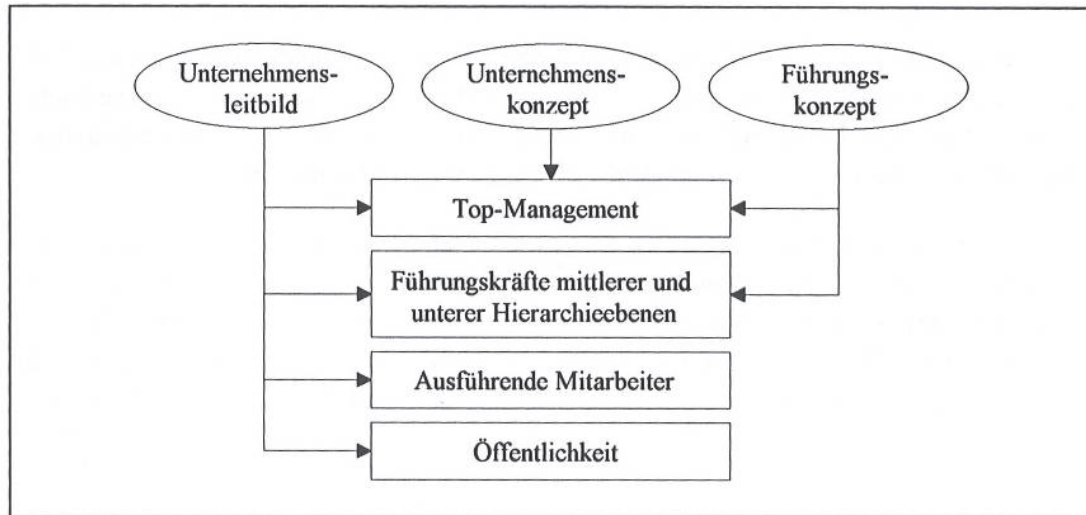 Unternehmens-
leitbild
Unternehmens-
konzept
Führungs-
konzept
Top-Management
Führungskräfte mittlerer und
unterer Hierarchieebenen
Ausführende Mitarbeiter
Öffentlichkeit